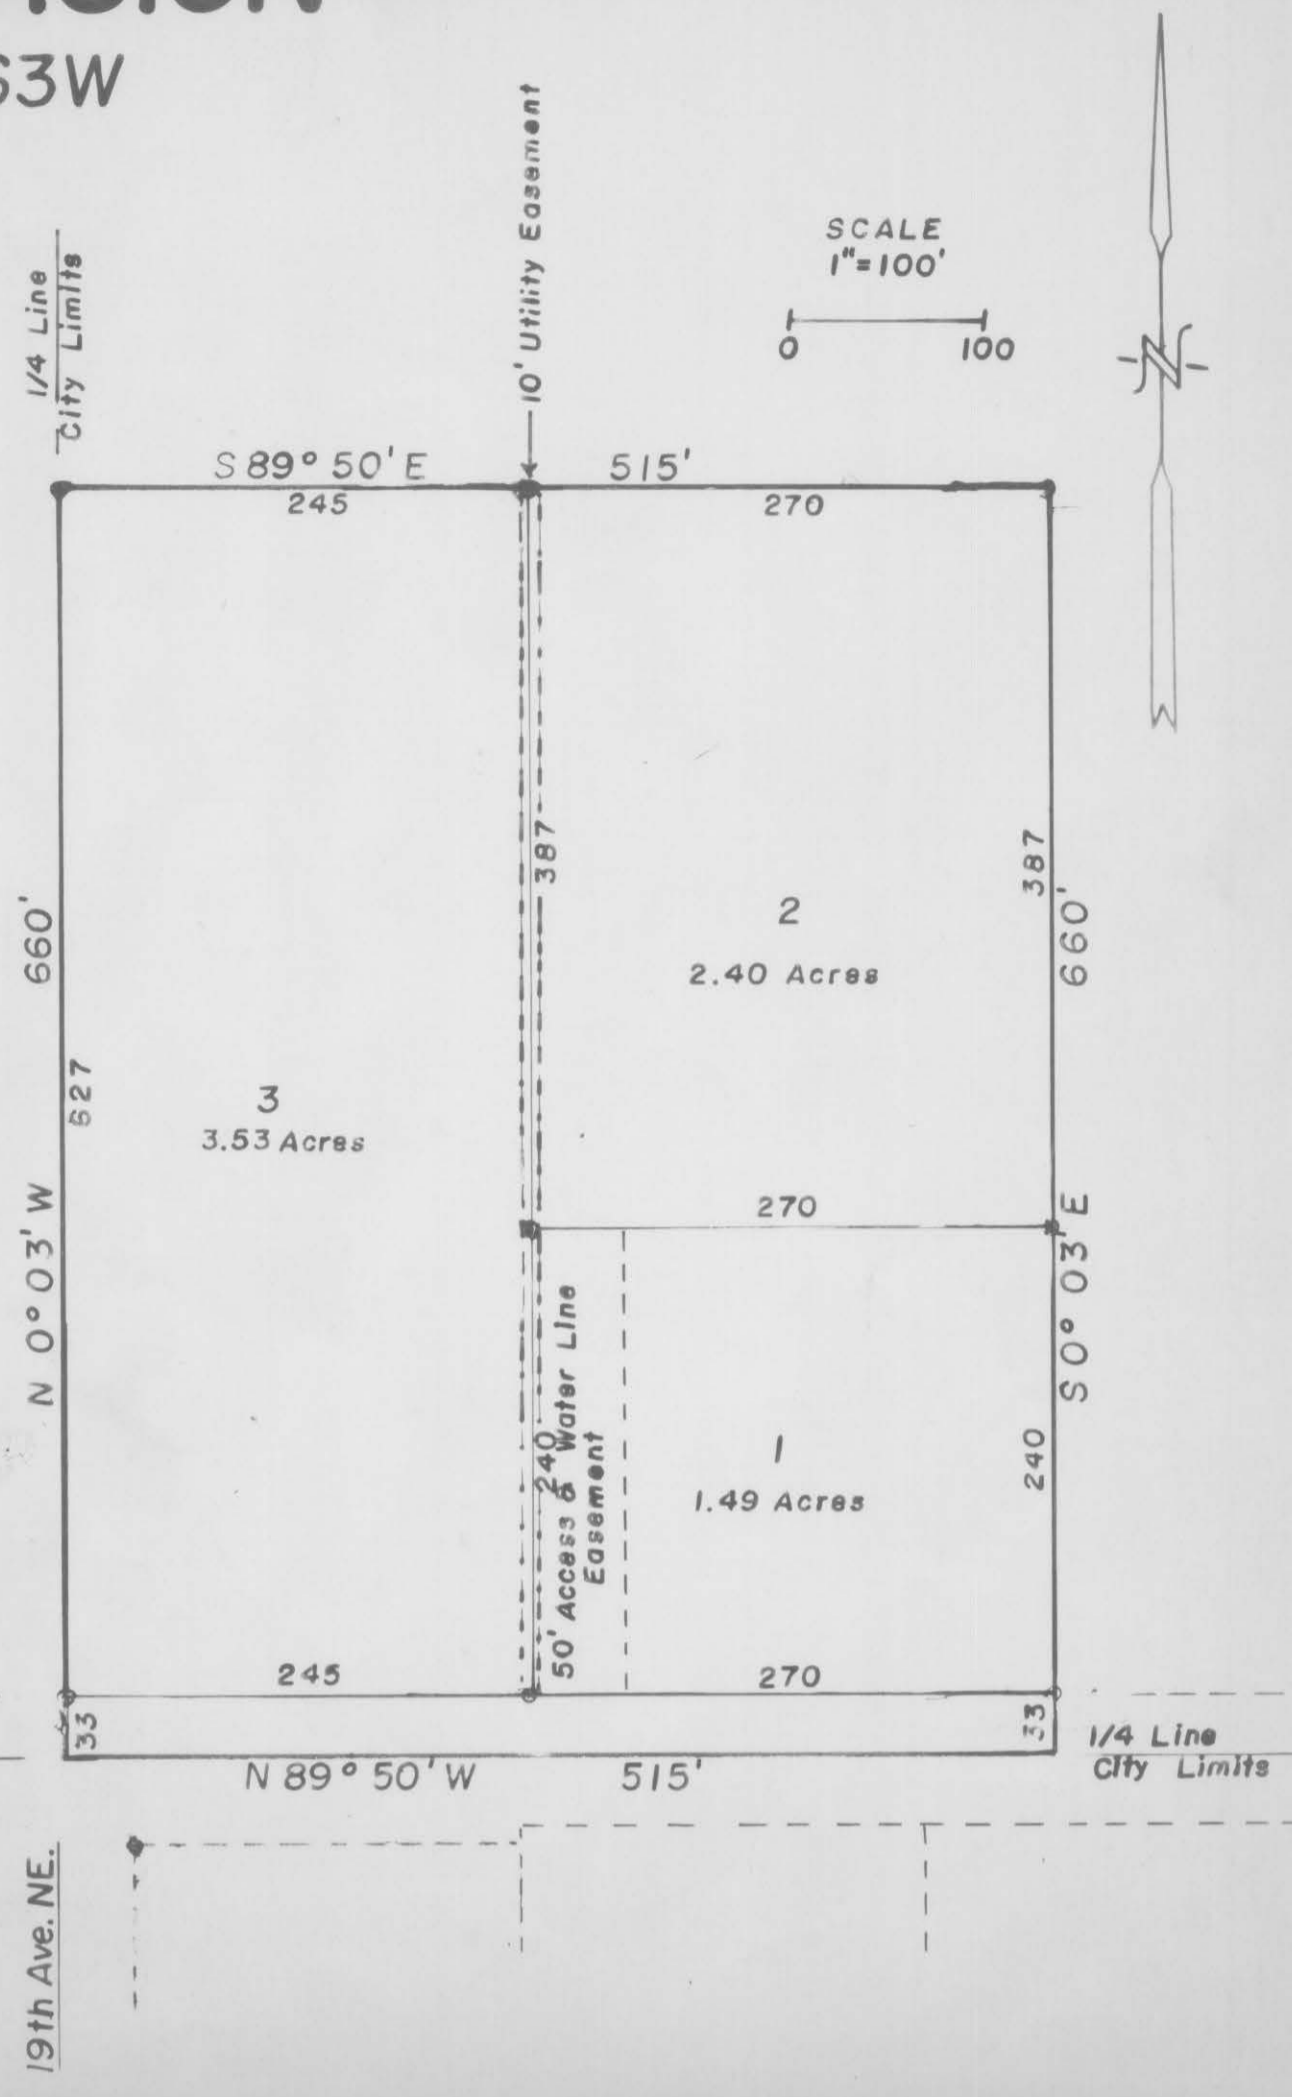 63W
10' Utility Easement
SCALE
1"=100'
0 100
1/4 Line
City Limits
S 89° 50' E 515'
245 270
387
387
660'
660'
2
2.40 Acres
627
3
3.53 Acres
270
N 0° 03' W
S 0° 03' E
240
50' Access & Water Line
Easement
240
1
1.49 Acres
245 270
33 33
1/4 Line
City Limits
N 89° 50' W 515'
19th Ave. NE.